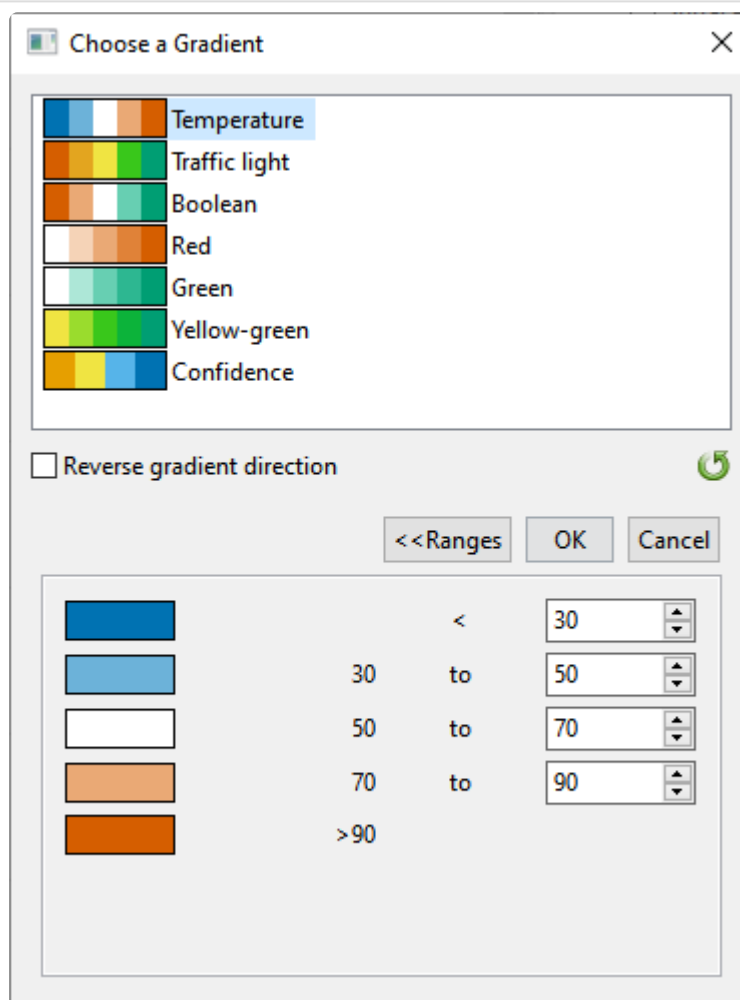 Choose a Gradient
Temperature
Traffic light
Boolean
Red
Green
Yellow-green
Confidence
Reverse gradient direction
<<Ranges OK Cancel
< 30
30 to 50
50 to 70
70 to 90
>90